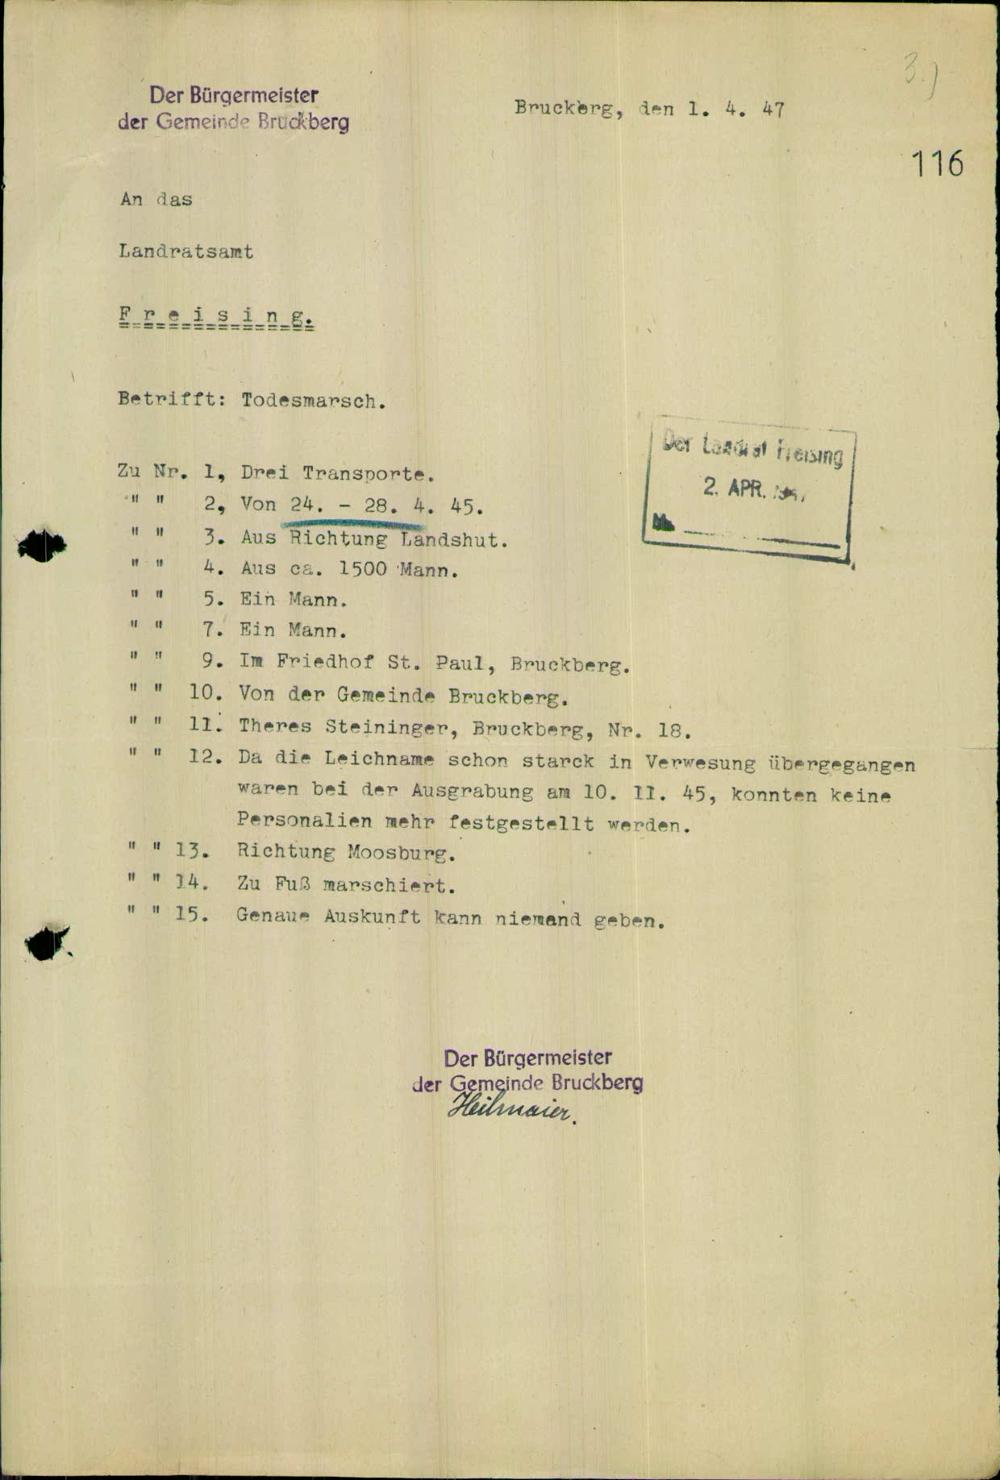 3.)
Der Bürgermeister
der Gemeinde Bruckberg
Bruckberg, den 1. 4. 47
116
An das
Landratsamt
F r e i s i n g.
Betrifft: Todesmarsch.
Der Landrat Freising
2. APR.
Zu Nr. 1, Drei Transporte.
" " 2, Von 24. - 28. 4. 45.
" " 3. Aus Richtung Landshut.
" " 4. Aus ca. 1500 Mann.
" " 5. Ein Mann.
" " 7. Ein Mann.
" " 9. Im Friedhof St. Paul, Bruckberg.
" " 10. Von der Gemeinde Bruckberg.
" " 11. Theres Steininger, Bruckberg, Nr. 18.
" " 12. Da die Leichname schon starck in Verwesung übergegangen
waren bei der Ausgrabung am 10. 11. 45, konnten keine
Personalien mehr festgestellt werden.
" " 13. Richtung Moosburg.
" " 14. Zu Fuß marschiert.
" " 15. Genaue Auskunft kann niemand geben.
Der Bürgermeister
der Gemeinde Bruckberg
Heilmaier.